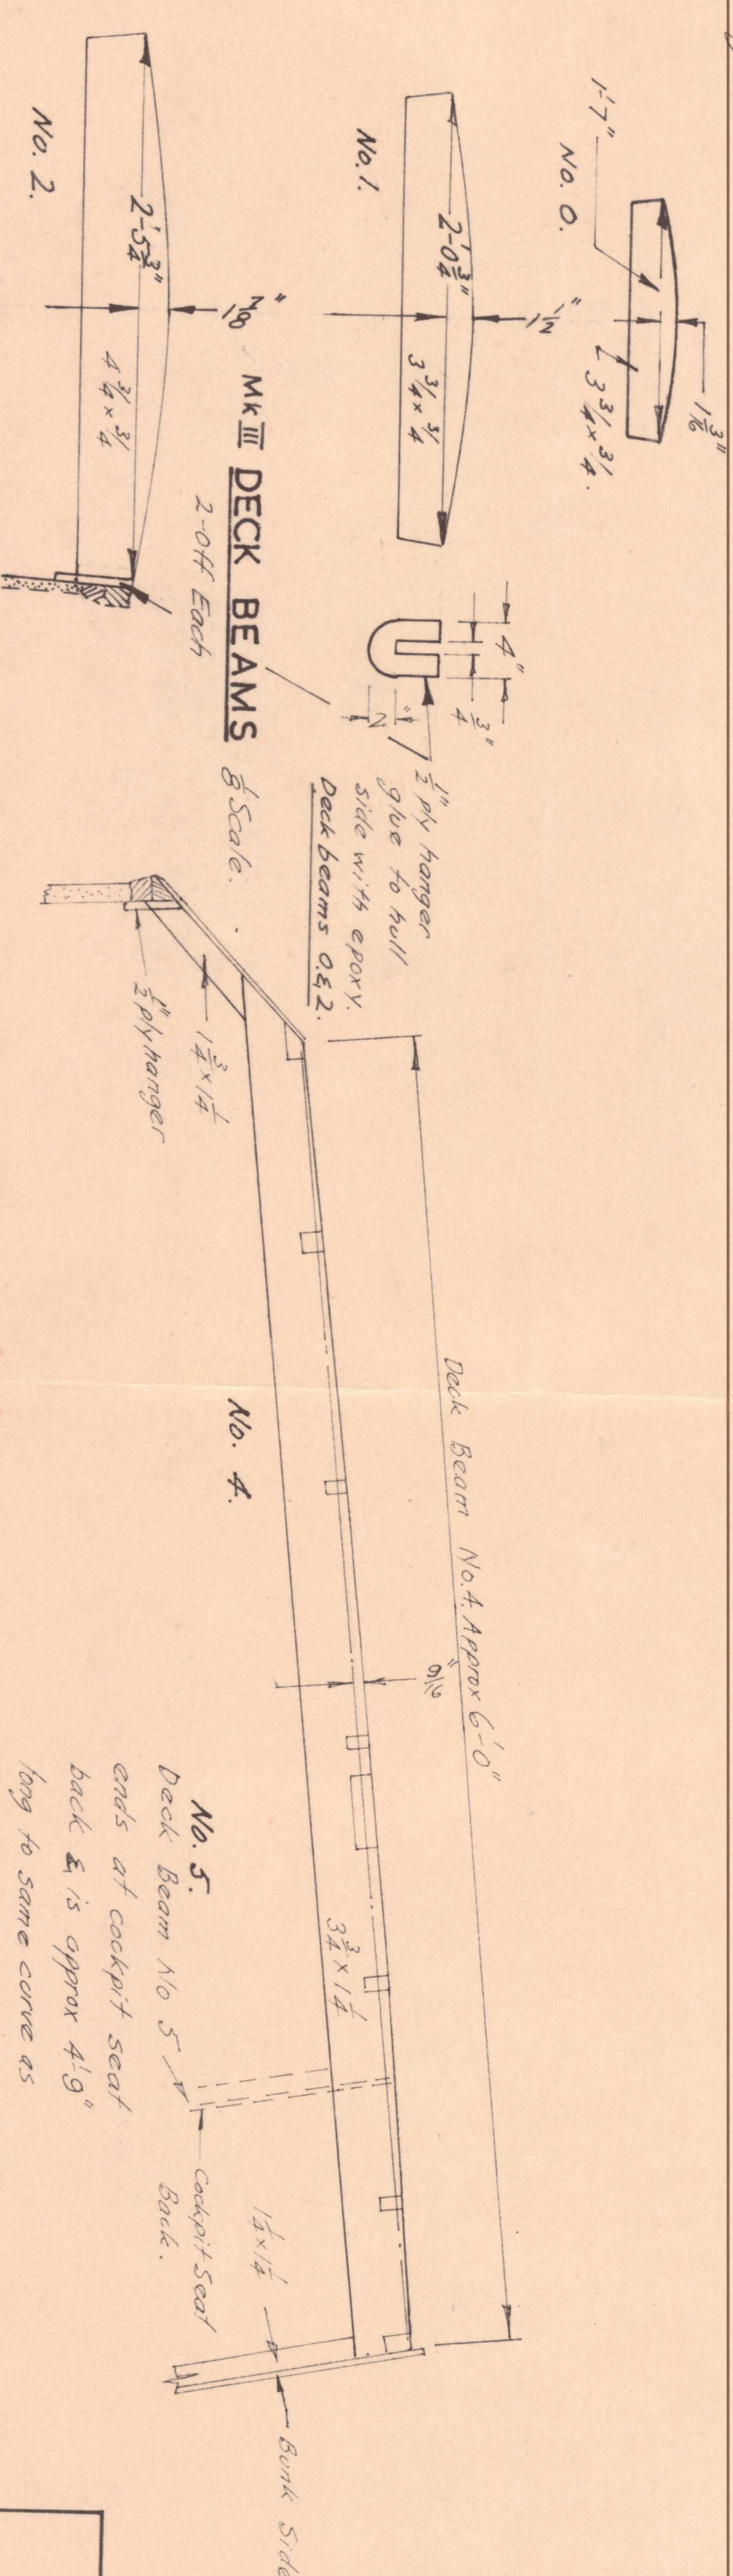 1'-7"
No. 0.
1 3/16"
3 3/4 x 3/4.
No. 1.
2'-0 3/4"
1 1/2"
3 3/4 x 3/4
No. 2.
2'-5 3/4"
1 7/8"
4 3/4 x 3/4
Mk III DECK BEAMS 1/8 Scale.
2-off Each
4"
3/4"
2"
1/2" ply hanger
glue to hull
side with epoxy.
Deck beams 0 & 2.
1 3/4 x 1 1/4
1/2" ply hanger
Deck Beam No. 4. Approx 6'-0"
No. 4.
9/16"
3 3/4 x 1 1/4
No. 5.
Deck Beam No 5
ends at cockpit seat
back & is approx 4'-9"
long to same curve as
Cockpit Seat
Back.
1 1/4 x 1 1/4
Bunk Side